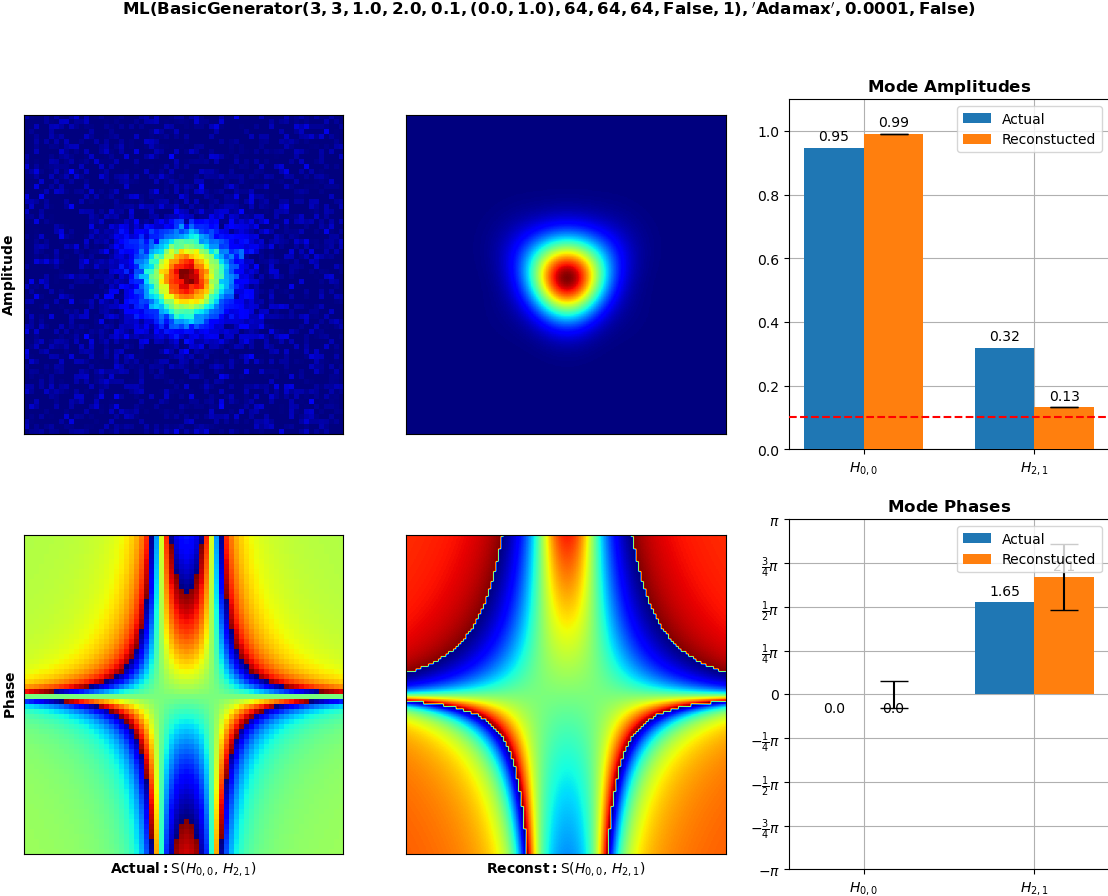 ML(BasicGenerator(3, 3, 1.0, 2.0, 0.1, (0.0, 1.0), 64, 64, 64, False, 1), ′Adamax′, 0.0001, False)
Mode Amplitudes
Actual
Reconstucted
0.95
0.99
0.32
0.13
1.0
0.8
0.6
0.4
0.2
0.0
H0,0
H2,1
Amplitude
Mode Phases
Actual
Reconstucted
1.65
0.0
0.0
π
3/4π
1/2π
1/4π
0
−1/4π
−1/2π
−3/4π
−π
H0,0
H2,1
Phase
Actual: S(H0,0, H2,1)
Reconst: S(H0,0, H2,1)